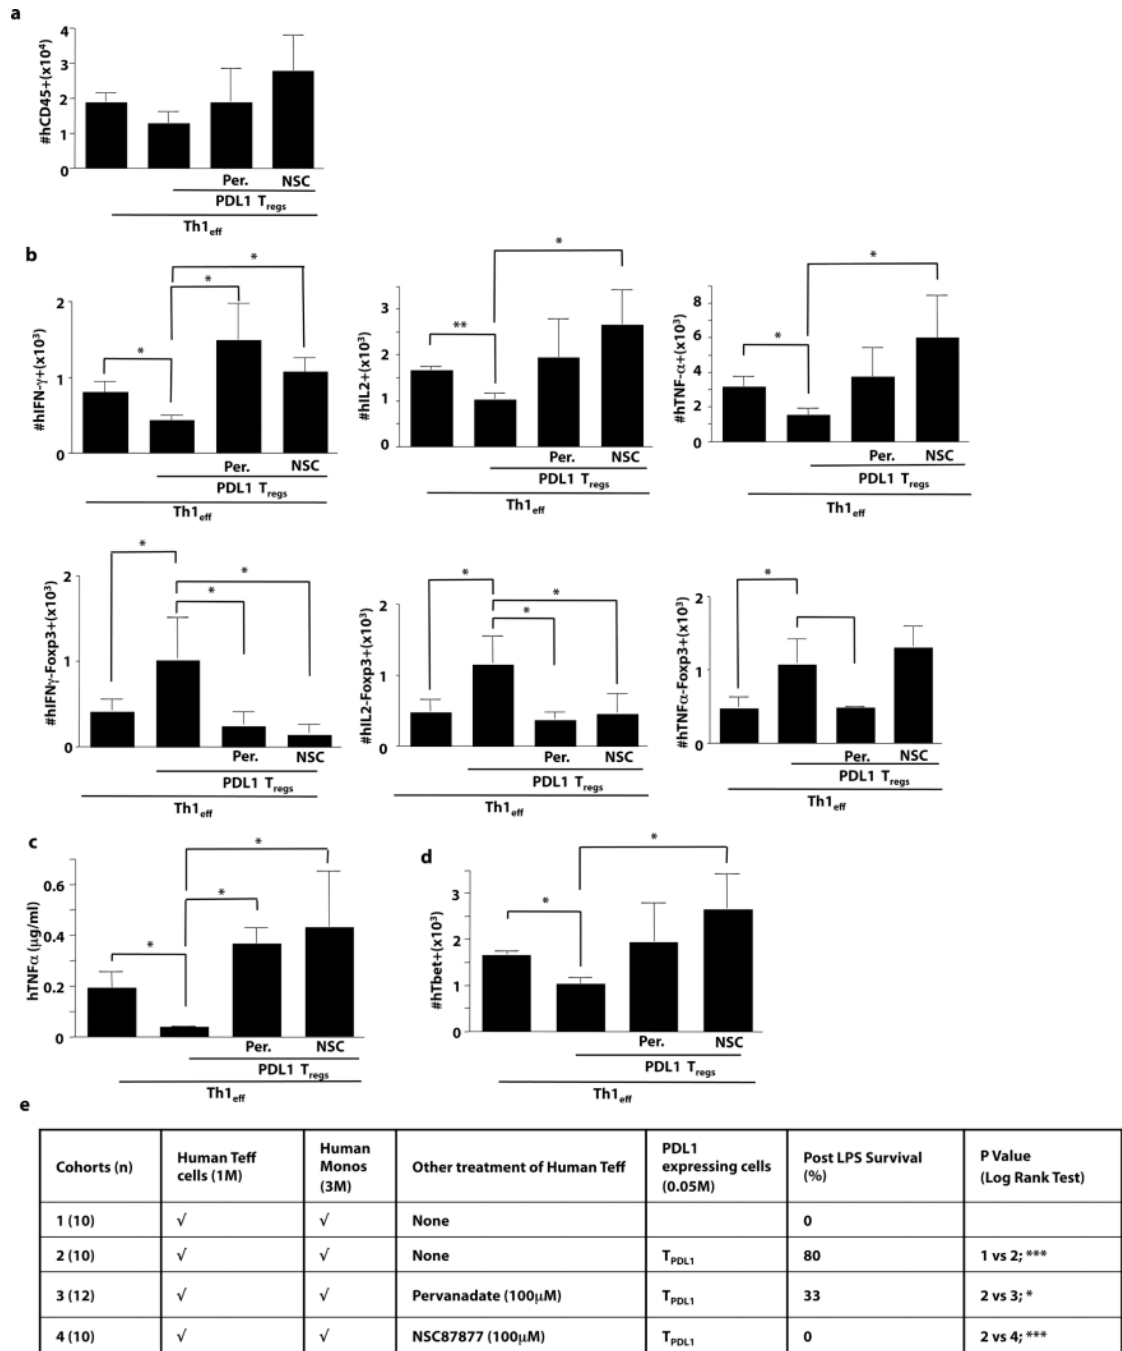 a
#hCD45+(x10⁴)
4
3
2
1
0
Per. NSC
PDL1 Tregs
Th1eff
b
#hIFN-γ+(x10³)
2
1
0
* * *
Per. NSC
PDL1 Tregs
Th1eff
#hIL2+(x10³)
3
2
1
0
** *
Per. NSC
PDL1 Tregs
Th1eff
#hTNF-α+(x10³)
8
6
4
2
0
* *
Per. NSC
PDL1 Tregs
Th1eff
#hIFNγ-Foxp3+(x10³)
2
1
0
* * *
Per. NSC
PDL1 Tregs
Th1eff
#hIL2-Foxp3+(x10³)
2
1
0
* * *
Per. NSC
PDL1 Tregs
Th1eff
#hTNFα-Foxp3+(x10³)
2
1
0
*
Per. NSC
PDL1 Tregs
Th1eff
c
hTNFα (μg/ml)
0.6
0.4
0.2
0
* * *
Per. NSC
PDL1 Tregs
Th1eff
d
#hTbet+(x10³)
3
2
1
0
* *
Per. NSC
PDL1 Tregs
Th1eff
e
Cohorts (n)
Human Teff
cells (1M)
Human
Monos
(3M)
Other treatment of Human Teff
PDL1
expressing cells
(0.05M)
Post LPS Survival
(%)
P Value
(Log Rank Test)
1 (10) √ √ None 0
2 (10) √ √ None TPDL1 80 1 vs 2; ***
3 (12) √ √ Pervanadate (100μM) TPDL1 33 2 vs 3; *
4 (10) √ √ NSC87877 (100μM) TPDL1 0 2 vs 4; ***